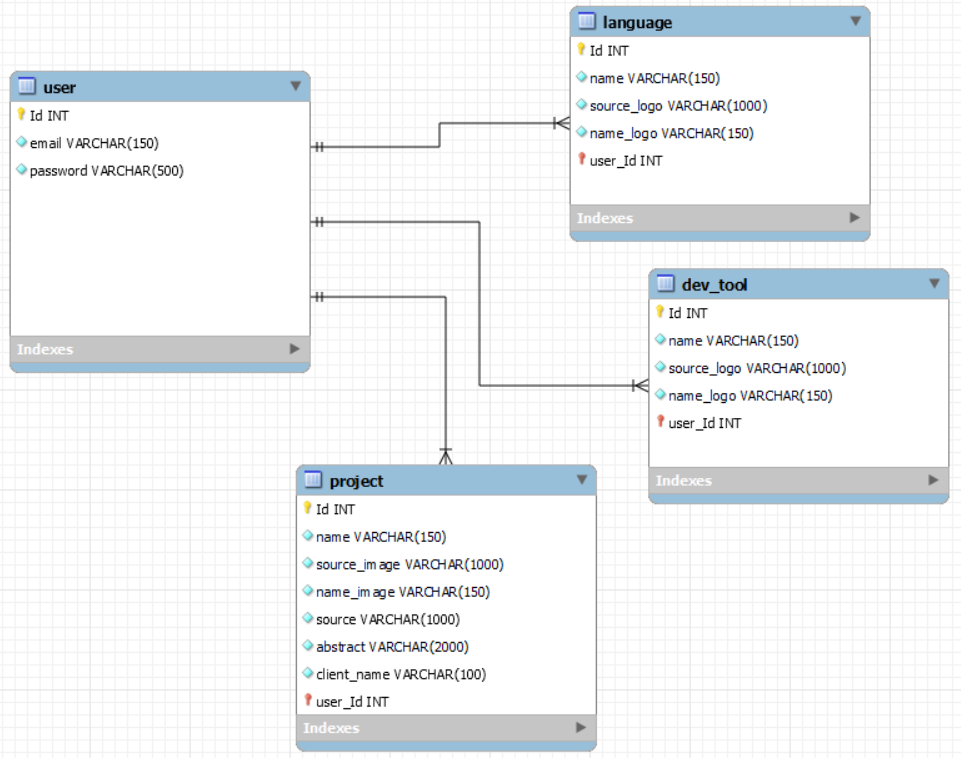 user
Id INT
email VARCHAR(150)
password VARCHAR(500)
Indexes
language
Id INT
name VARCHAR(150)
source_logo VARCHAR(1000)
name_logo VARCHAR(150)
user_Id INT
Indexes
dev_tool
Id INT
name VARCHAR(150)
source_logo VARCHAR(1000)
name_logo VARCHAR(150)
user_Id INT
Indexes
project
Id INT
name VARCHAR(150)
source_image VARCHAR(1000)
name_image VARCHAR(150)
source VARCHAR(1000)
abstract VARCHAR(2000)
client_name VARCHAR(100)
user_Id INT
Indexes